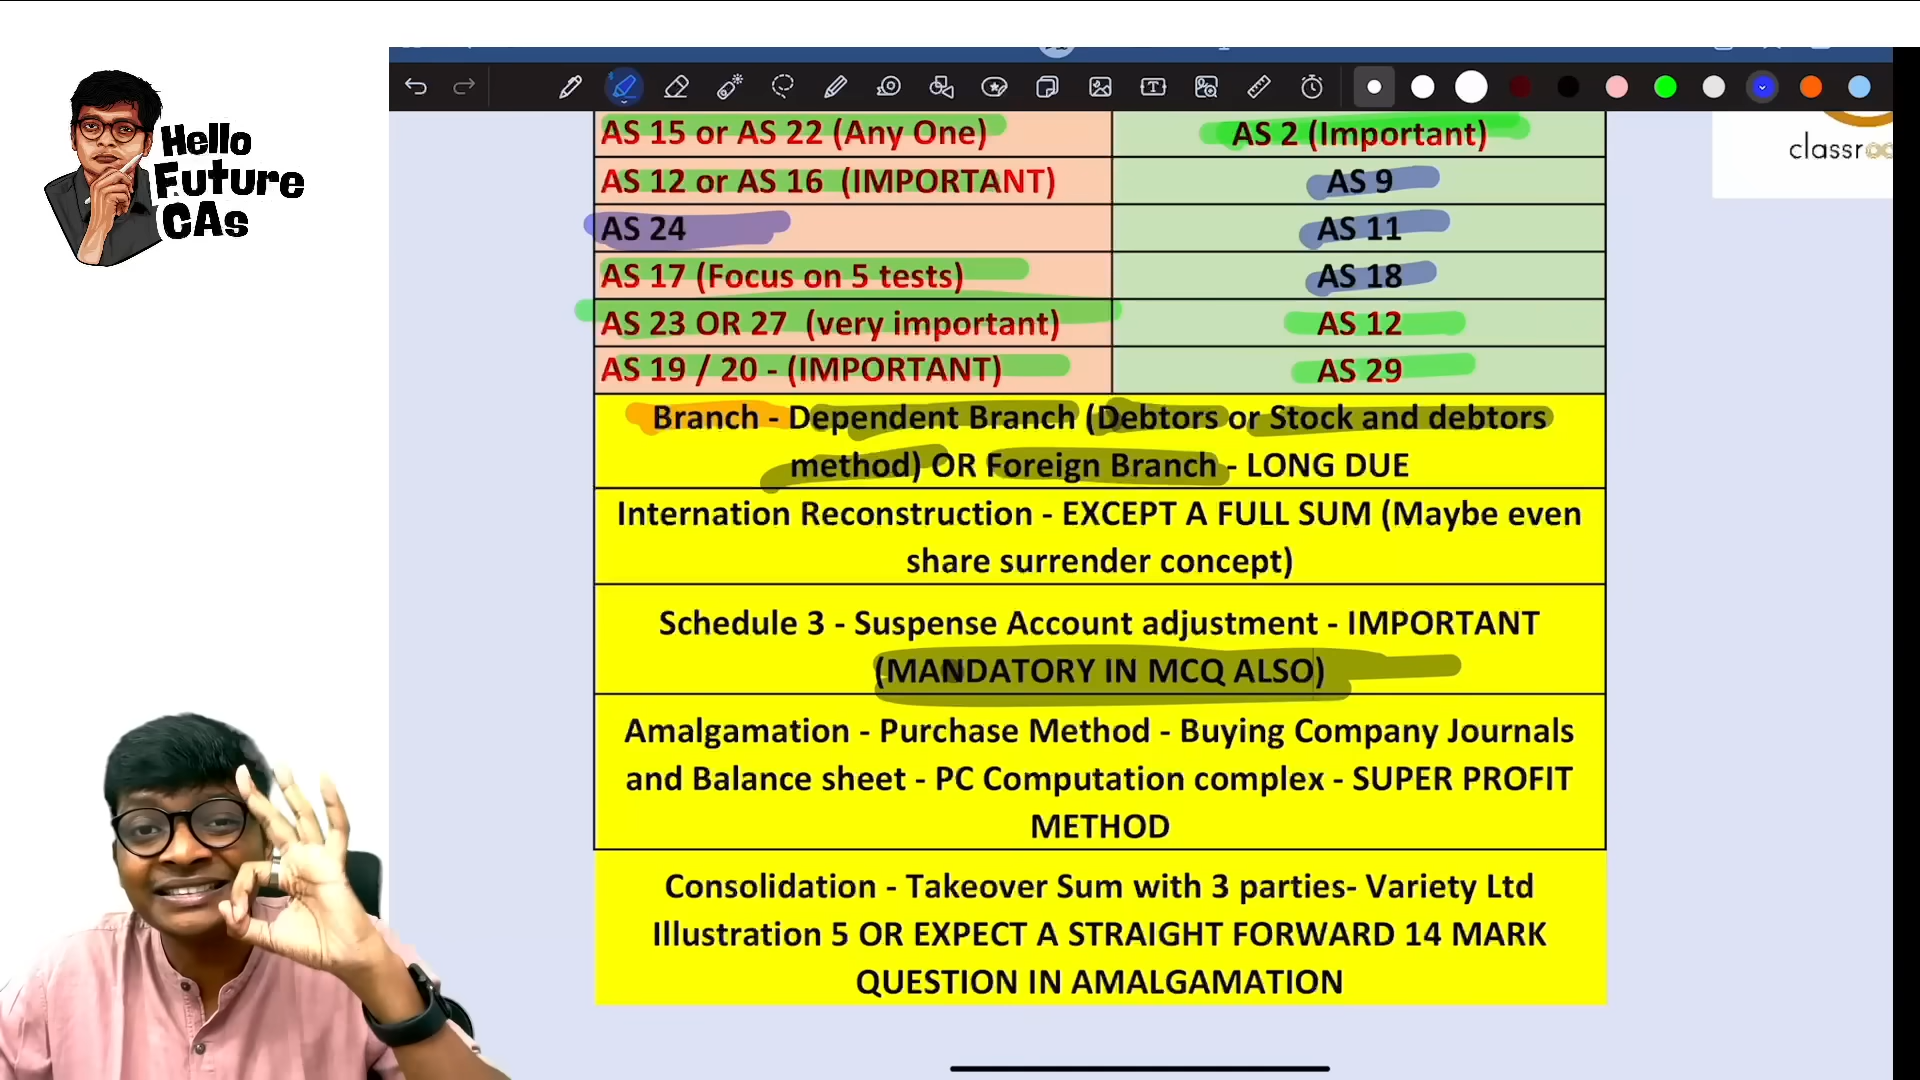 Hello
Future
CAs
classroo
AS 15 or AS 22 (Any One)
AS 2 (Important)
AS 12 or AS 16 (IMPORTANT)
AS 9
AS 24
AS 11
AS 17 (Focus on 5 tests)
AS 18
AS 23 OR 27 (very important)
AS 12
AS 19 / 20 - (IMPORTANT)
AS 29
Branch - Dependent Branch (Debtors or Stock and debtors
method) OR Foreign Branch - LONG DUE
Internation Reconstruction - EXCEPT A FULL SUM (Maybe even
share surrender concept)
Schedule 3 - Suspense Account adjustment - IMPORTANT
(MANDATORY IN MCQ ALSO)
Amalgamation - Purchase Method - Buying Company Journals
and Balance sheet - PC Computation complex - SUPER PROFIT
METHOD
Consolidation - Takeover Sum with 3 parties- Variety Ltd
Illustration 5 OR EXPECT A STRAIGHT FORWARD 14 MARK
QUESTION IN AMALGAMATION